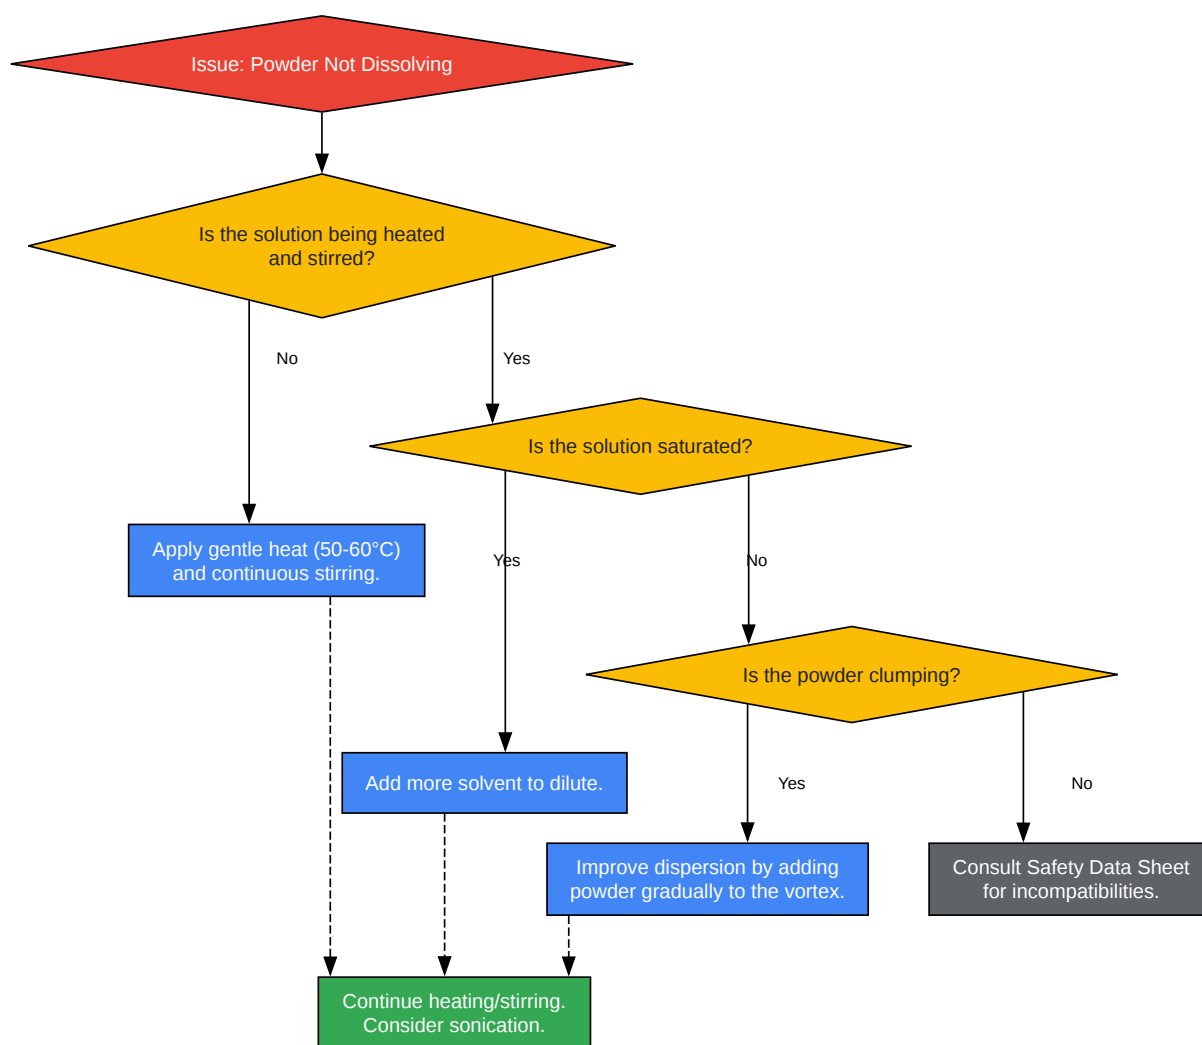 Issue: Powder Not Dissolving
Is the solution being heated
and stirred?
No
Yes
Is the solution saturated?
Apply gentle heat (50-60°C)
and continuous stirring.
Yes
No
Is the powder clumping?
Add more solvent to dilute.
Yes
No
Improve dispersion by adding
powder gradually to the vortex.
Consult Safety Data Sheet
for incompatibilities.
Continue heating/stirring.
Consider sonication.